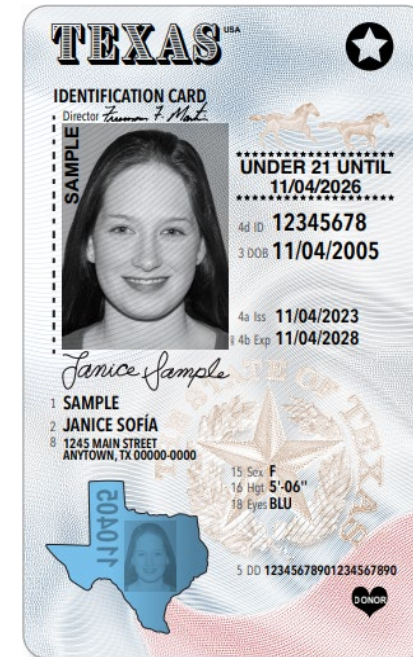 TEXAS USA
IDENTIFICATION CARD
Director Freeman F. Martin
SAMPLE
UNDER 21 UNTIL
11/04/2026
4d ID 12345678
3 DOB 11/04/2005
4a Iss 11/04/2023
4b Exp 11/04/2028
Janice Sample
1 SAMPLE
2 JANICE SOFÍA
8 1245 MAIN STREET
ANYTOWN, TX 00000-0000
THE STATE OF TEXAS
15 Sex F
16 Hgt 5'-06"
18 Eyes BLU
110405
5 DD 12345678901234567890
DONOR